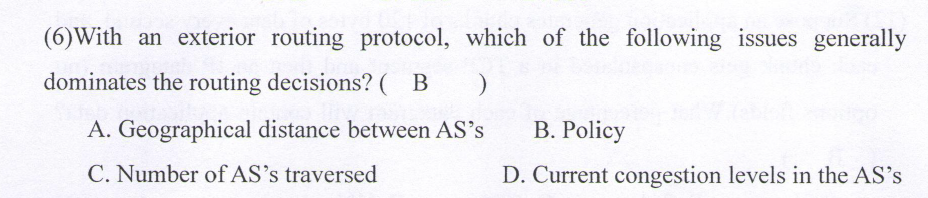 (6)With an exterior routing protocol, which of the following issues generally
dominates the routing decisions? ( B )
A. Geographical distance between AS's B. Policy
C. Number of AS's traversed D. Current congestion levels in the AS's